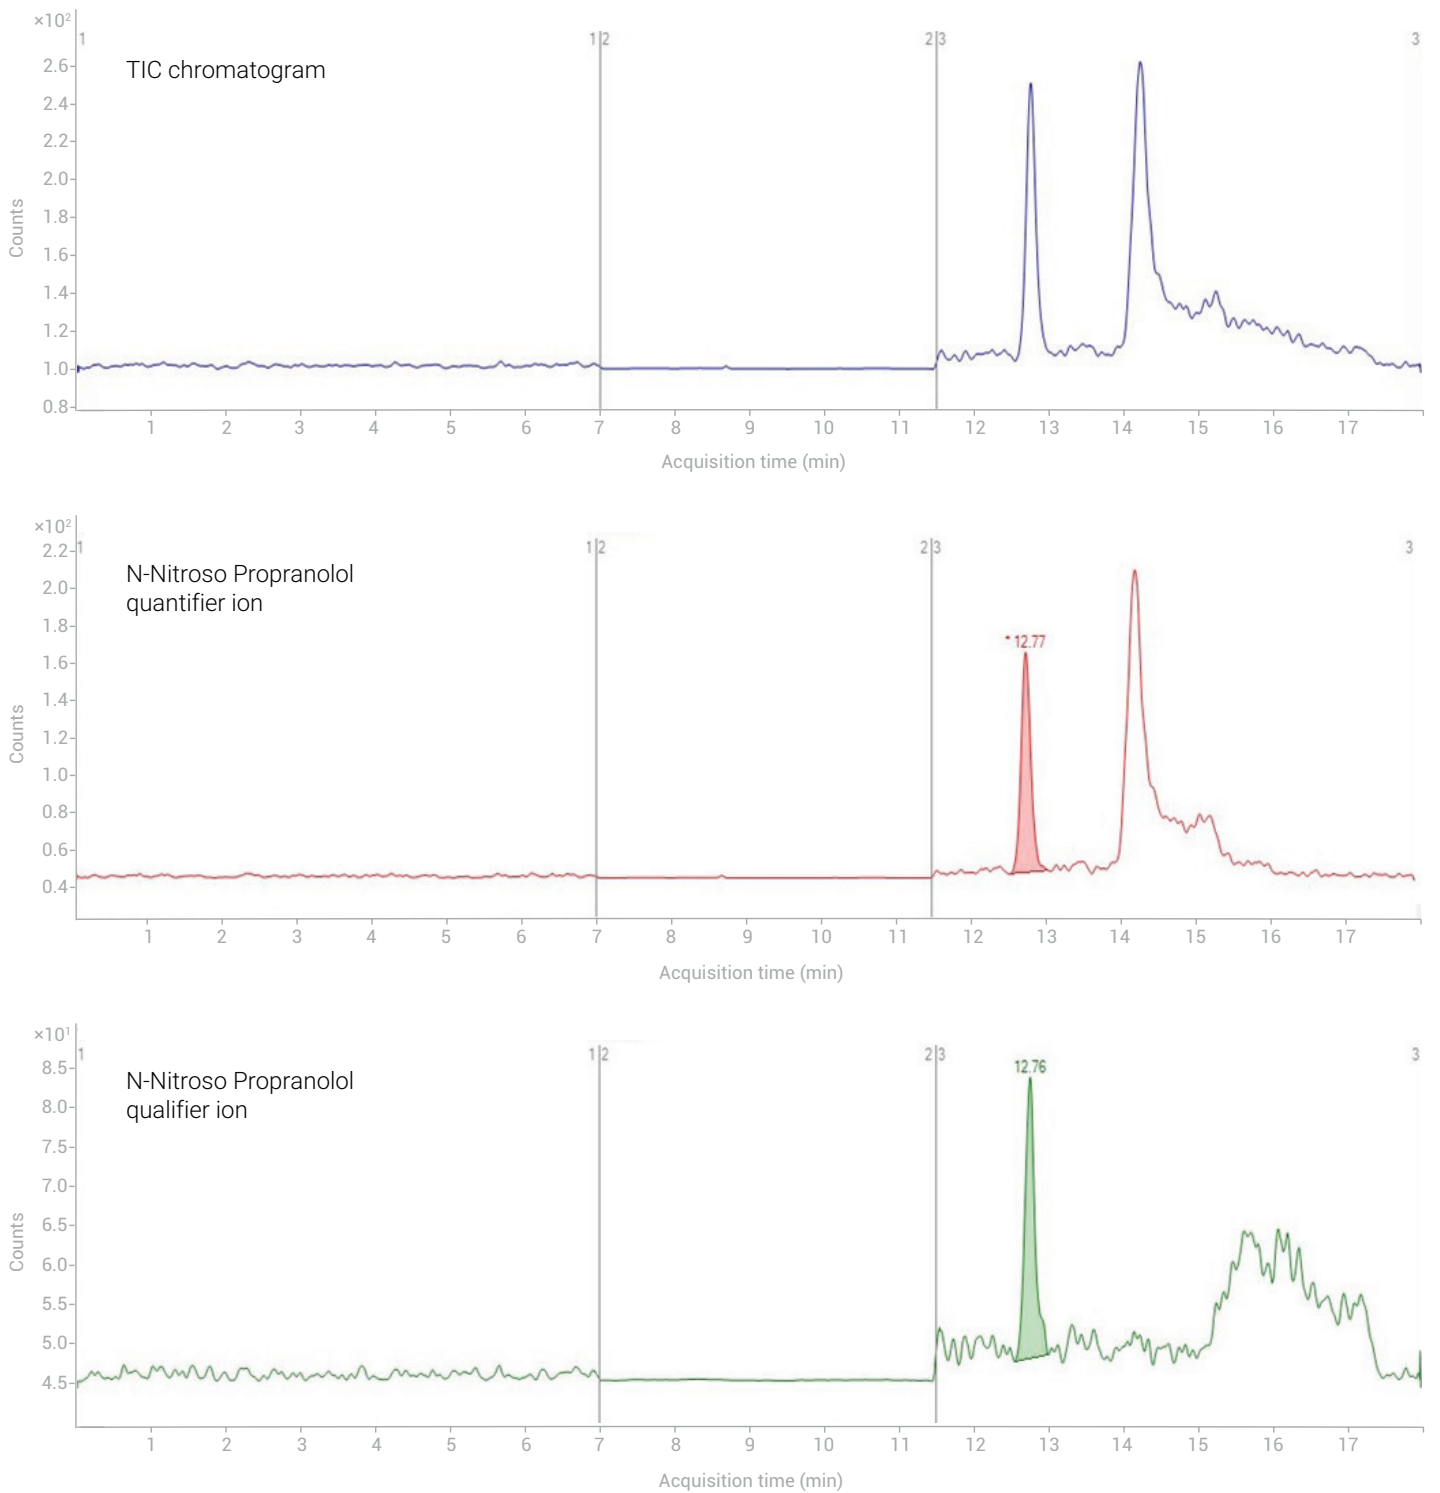 ×10²
1 1 2 2 3 3
TIC chromatogram
2.6
2.4
2.2
2.0
1.8
1.6
1.4
1.2
1.0
0.8
Counts
1 2 3 4 5 6 7 8 9 10 11 12 13 14 15 16 17
Acquisition time (min)
×10²
1 1 2 2 3 3
N-Nitroso Propranolol
quantifier ion
2.2
2.0
1.8
1.6
1.4
1.2
1.0
0.8
0.6
0.4
Counts
* 12.77
1 2 3 4 5 6 7 8 9 10 11 12 13 14 15 16 17
Acquisition time (min)
×10¹
1 1 2 2 3 3
N-Nitroso Propranolol
qualifier ion
8.5
8.0
7.5
7.0
6.5
6.0
5.5
5.0
4.5
Counts
12.76
1 2 3 4 5 6 7 8 9 10 11 12 13 14 15 16 17
Acquisition time (min)